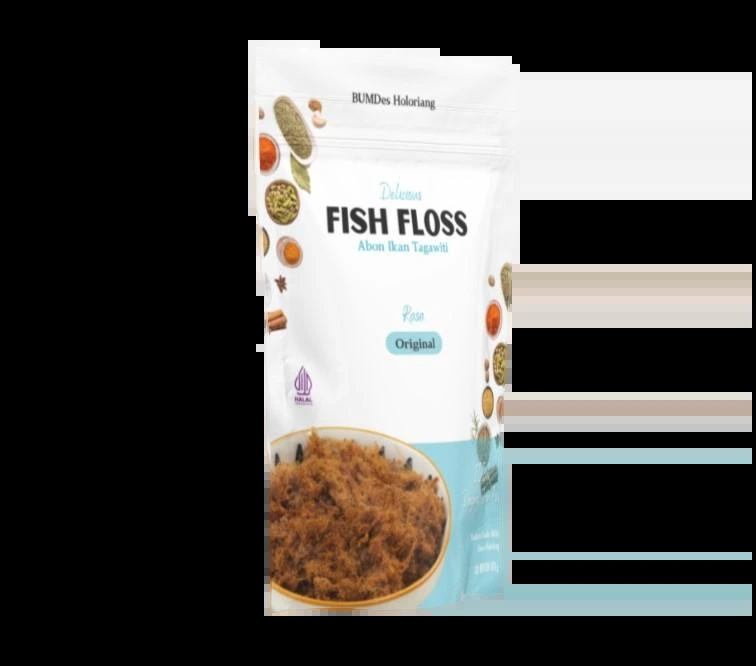 BUMDes Holoriang
Delicious
FISH FLOSS
Abon Ikan Tagawiti
Rasa
Original
HALAL